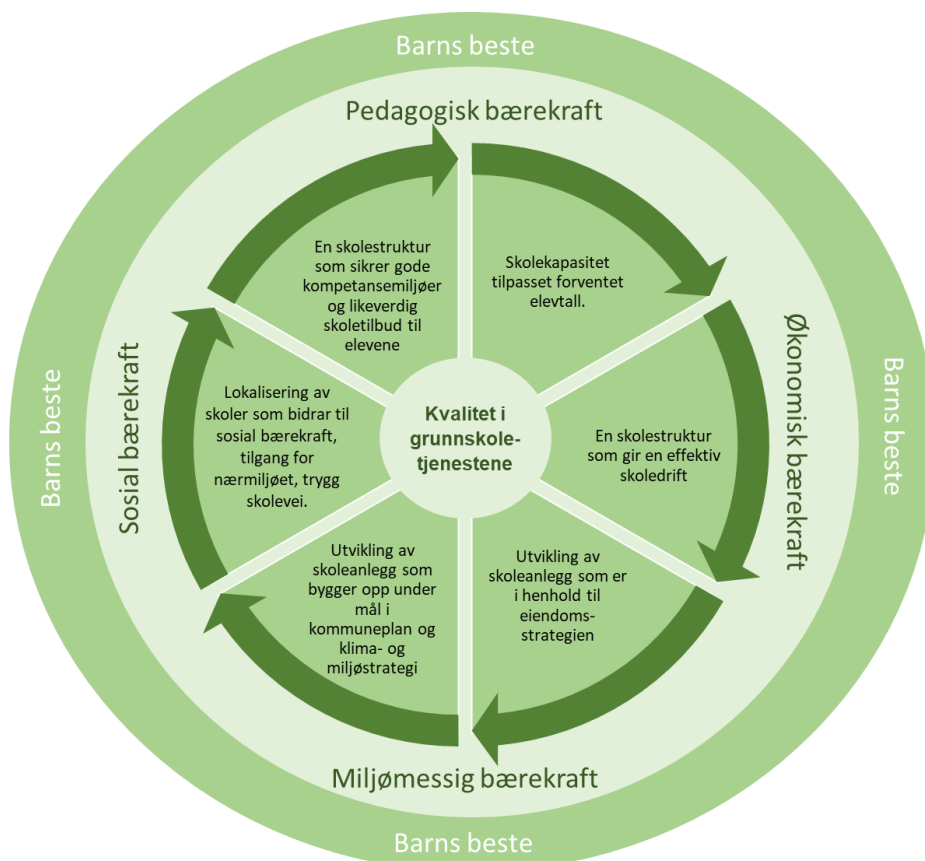 Barns beste
Pedagogisk bærekraft
En skolestruktur
som sikrer gode
kompetansemiljøer
og likeverdig
skoletilbud til
elevene
Skolekapasitet
tilpasset forventet
elevtall.
Økonomisk bærekraft
Barns beste
En skolestruktur
som gir en effektiv
skoledrift
Utvikling av
skoleanlegg som er
i henhold til
eiendoms-
strategien
Miljømessig bærekraft
Barns beste
Utvikling av
skoleanlegg som
bygger opp under
mål i
kommuneplan og
klima- og
miljøstrategi
Lokalisering av
skoler som bidrar til
sosial bærekraft,
tilgang for
nærmiljøet, trygg
skolevei.
Sosial bærekraft
Barns beste
Kvalitet i
grunnskole-
tjenestene